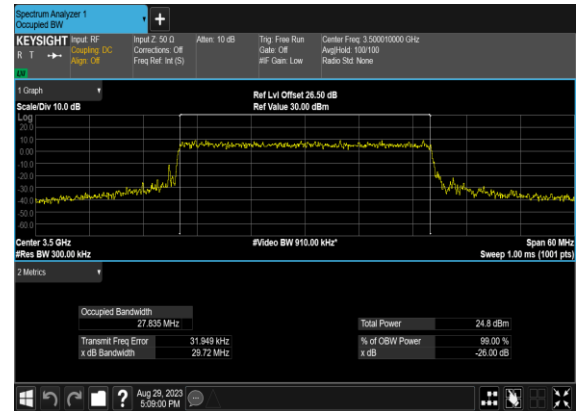 Spectrum Analyzer 1
Occupied BW
+
KEYSIGHT Input: RF Input Z: 50 Ω Atten: 10 dB Trig: Free Run Center Freq: 3.500010000 GHz
R T Coupling: DC Corrections: Off Gate: Off Avg|Hold: 100/100
Align: Off Freq Ref: Int (S) #IF Gain: Low Radio Std: None
LXI
1 Graph
Ref Lvl Offset 26.50 dB
Scale/Div 10.0 dB Ref Value 30.00 dBm
Log
20.0
10.0
0.00
-10.0
-20.0
-30.0
-40.0
-50.0
-60.0
Center 3.5 GHz #Video BW 910.00 kHz* Span 60 MHz
#Res BW 300.00 kHz Sweep 1.00 ms (1001 pts)
2 Metrics
Occupied Bandwidth
27.835 MHz Total Power 24.8 dBm
Transmit Freq Error 31.949 kHz % of OBW Power 99.00 %
x dB Bandwidth 29.72 MHz x dB -26.00 dB
? Aug 29, 2023
5:09:00 PM